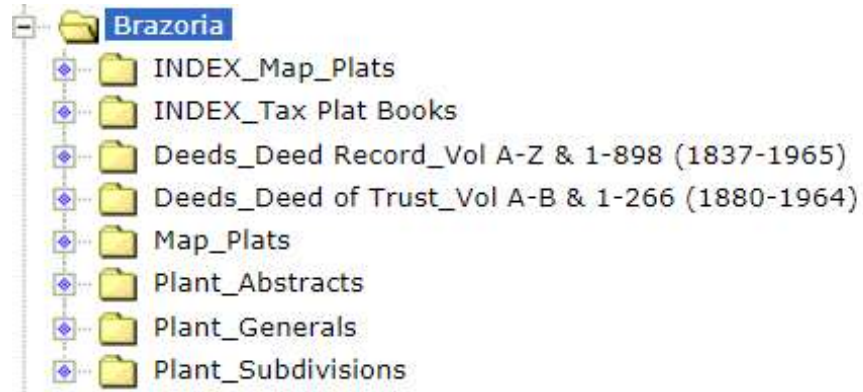 Brazoria
INDEX_Map_Plats
INDEX_Tax Plat Books
Deeds_Deed Record_Vol A-Z & 1-898 (1837-1965)
Deeds_Deed of Trust_Vol A-B & 1-266 (1880-1964)
Map_Plats
Plant_Abstracts
Plant_Generals
Plant_Subdivisions